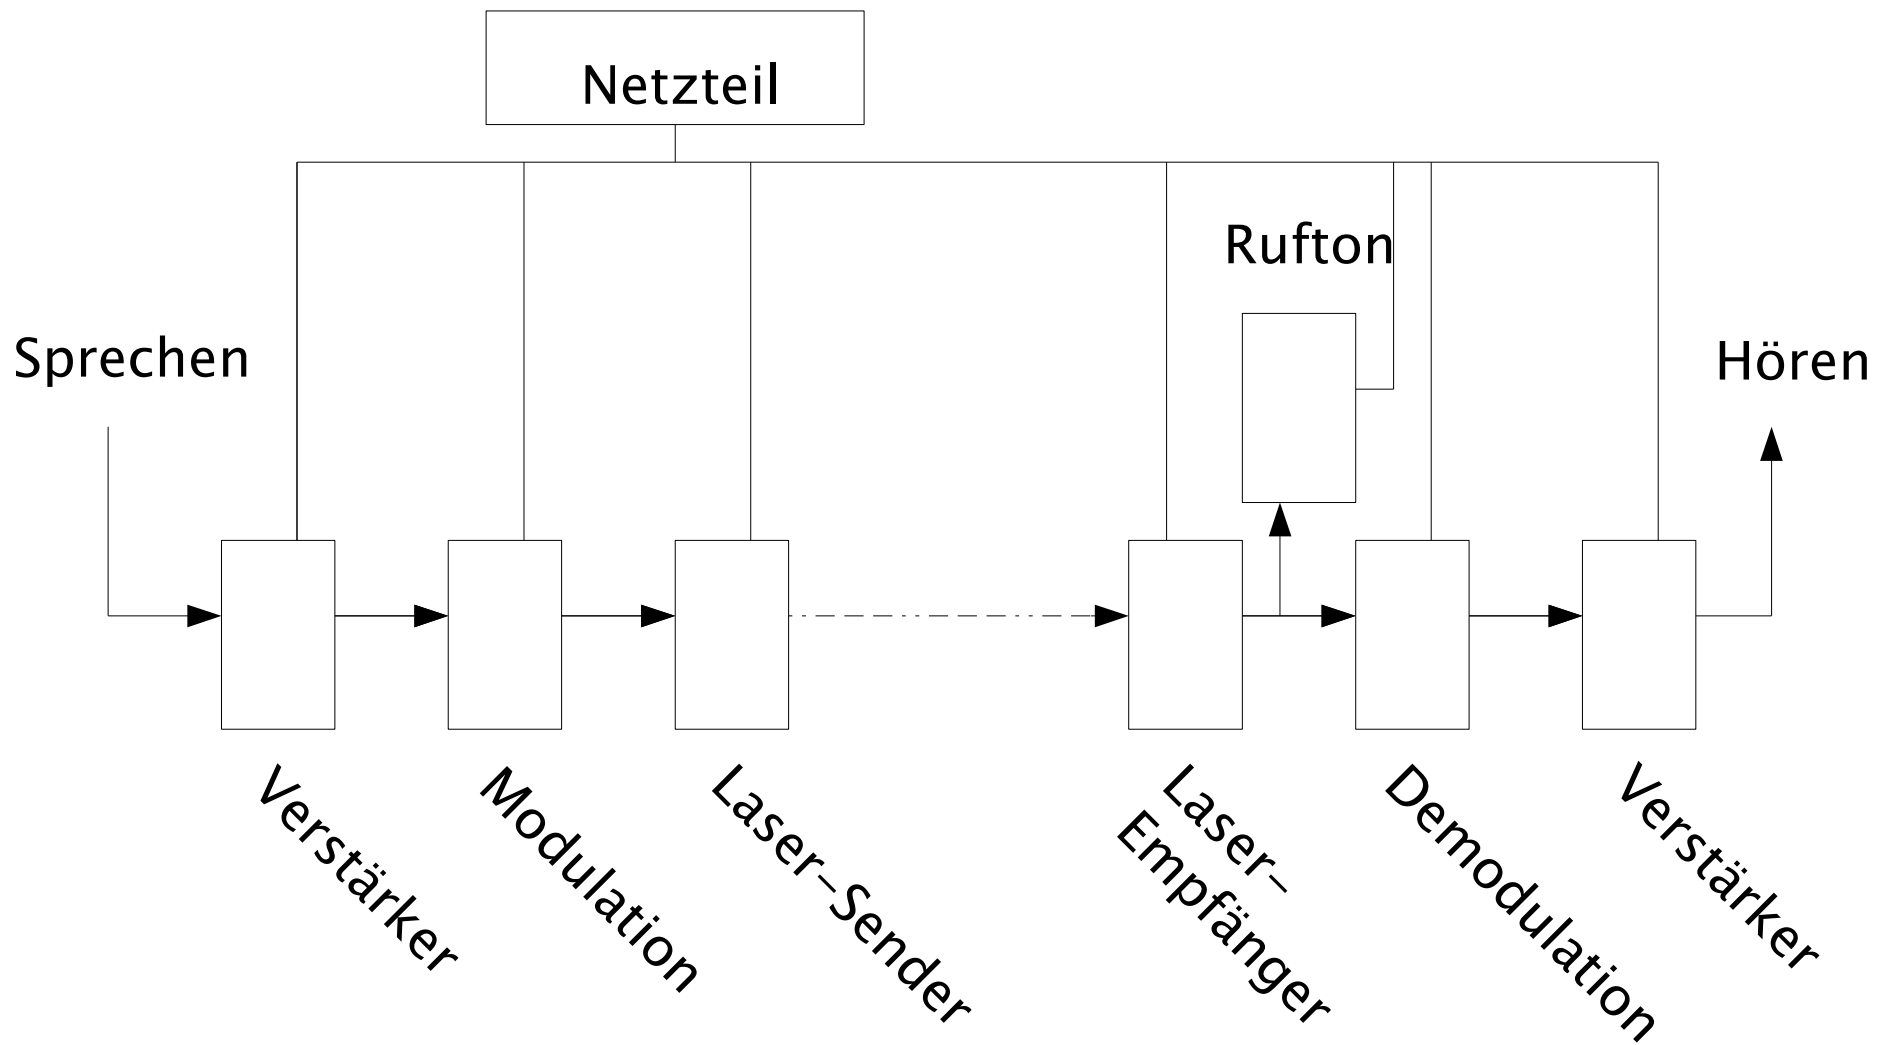 Netzteil
Rufton
Sprechen
Hören
Verstärker
Modulation
Laser-Sender
Laser-
Empfänger
Demodulation
Verstärker